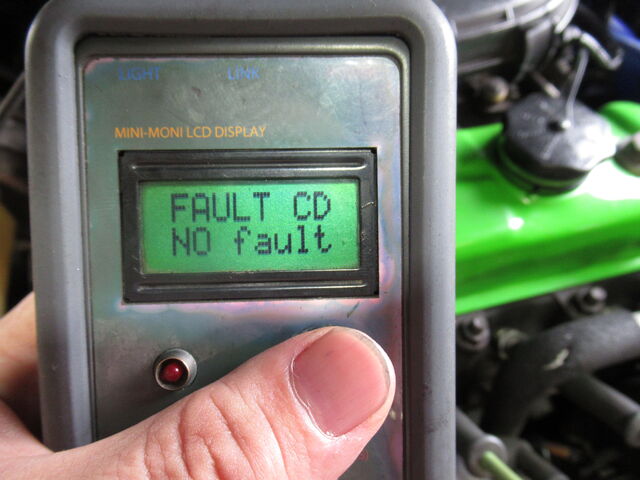 LIGHT LINK
MINI-MONI LCD DISPLAY
FAULT CD
NO fault